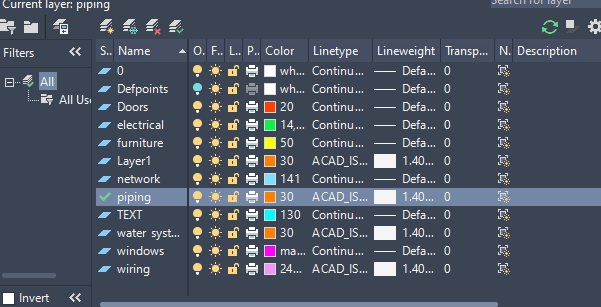 Current layer: piping
Search for layer
Filters
S.. Name O. F.. L.. P.. Color Linetype Lineweight Transp... N. Description
All
All Use
0 wh... Continu... Defa... 0
Defpoints wh... Continu... Defa... 0
Doors 20 Continu... Defa... 0
electrical 14,... Continu... Defa... 0
furniture 50 Continu... Defa... 0
Layer1 30 ACAD_IS... 1.40... 0
network 141 Continu... Defa... 0
piping 30 ACAD_IS... 1.40... 0
TEXT 130 Continu... Defa... 0
water syst... 30 ACAD_IS... 1.40... 0
windows ma... Continu... Defa... 0
wiring 24... ACAD_IS... 1.40... 0
Invert